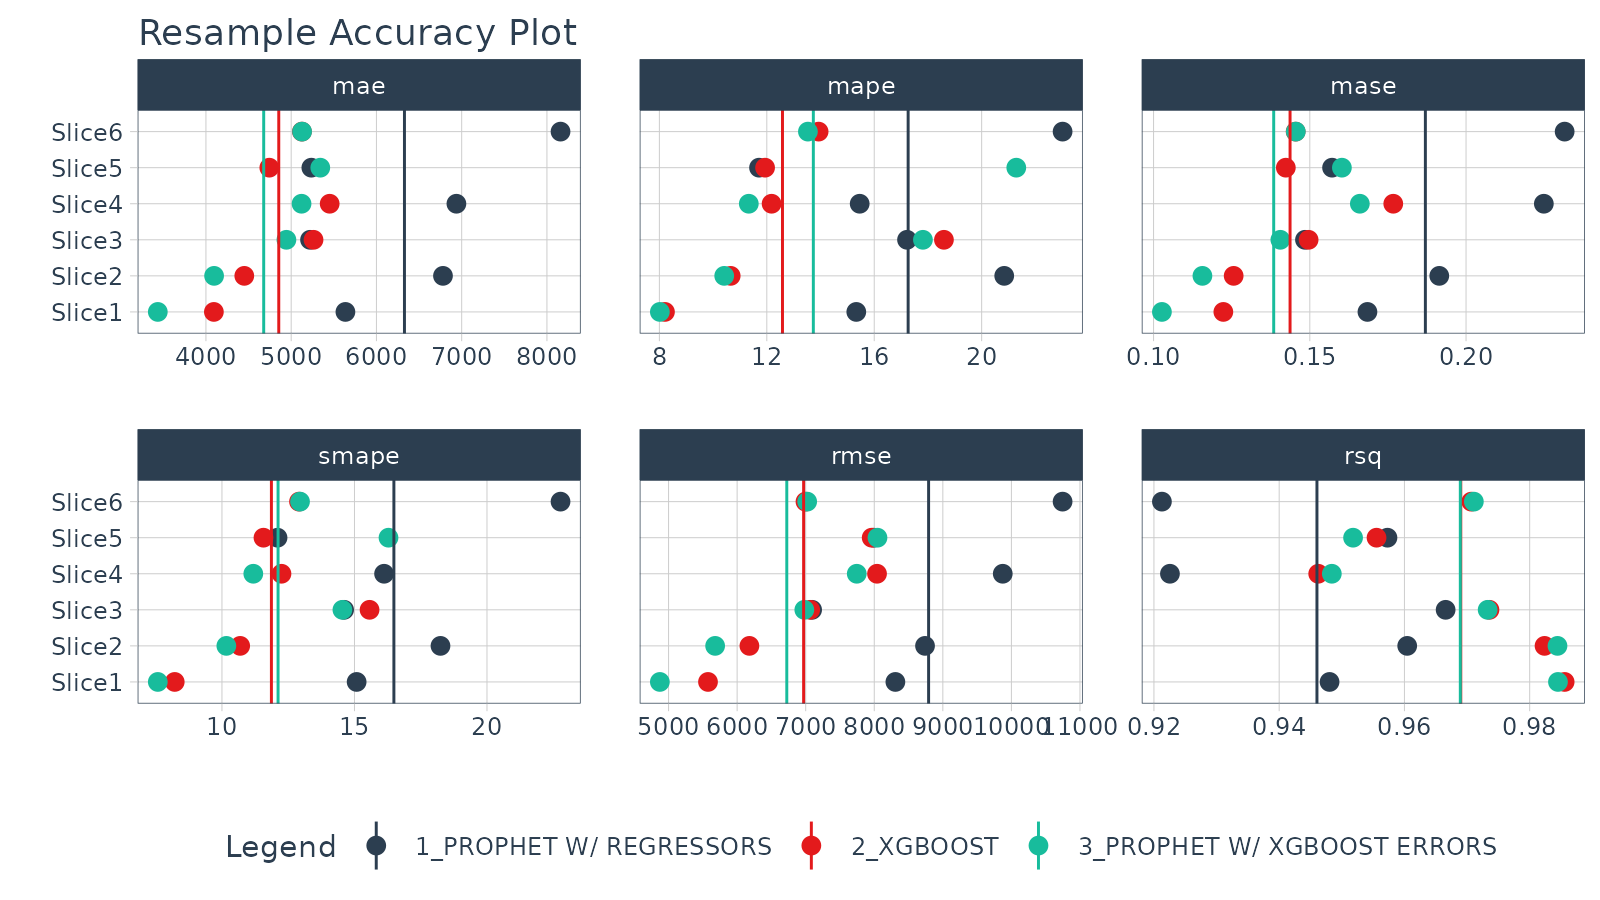 Resample Accuracy Plot
mae
mape
mase
Slice6
Slice5
Slice4
Slice3
Slice2
Slice1
4000 5000 6000 7000 8000
8 12 16 20
0.10 0.15 0.20
smape
rmse
rsq
Slice6
Slice5
Slice4
Slice3
Slice2
Slice1
10 15 20
5000 6000 7000 8000 9000 10000 11000
0.92 0.94 0.96 0.98
Legend 1_PROPHET W/ REGRESSORS 2_XGBOOST 3_PROPHET W/ XGBOOST ERRORS